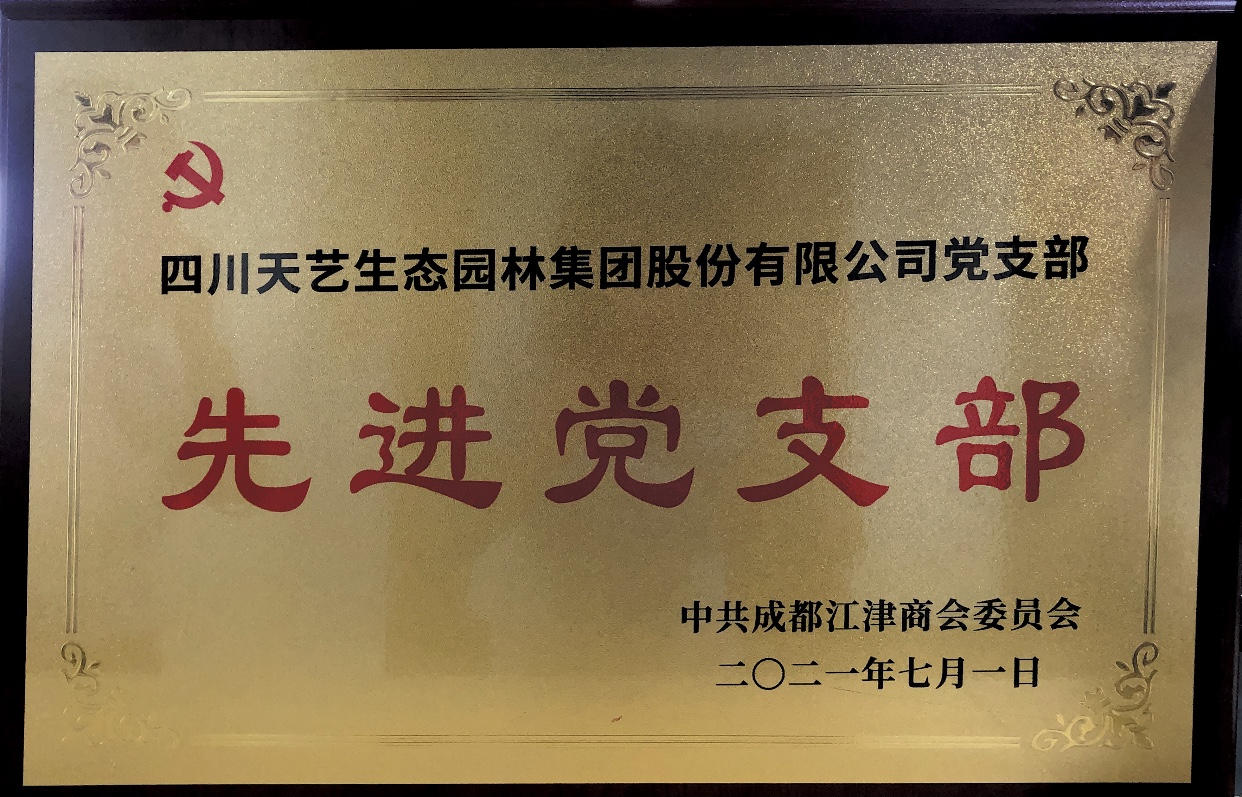 四川天艺生态园林集团股份有限公司党支部
先进党支部
中共成都江津商会委员会
二〇二一年七月一日